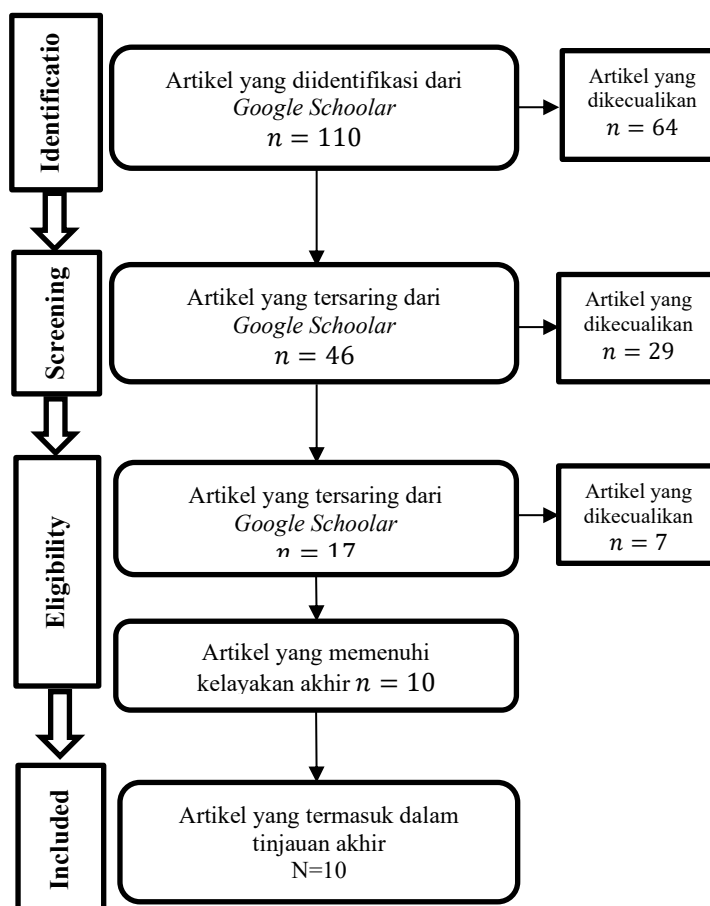 Identificatio
Artikel yang diidentifikasi dari
Google Schoolar
n = 110
Artikel yang
dikecualikan
n = 64
Screening
Artikel yang tersaring dari
Google Schoolar
n = 46
Artikel yang
dikecualikan
n = 29
Eligibility
Artikel yang tersaring dari
Google Schoolar
n = 17
Artikel yang
dikecualikan
n = 7
Artikel yang memenuhi
kelayakan akhir n = 10
Included
Artikel yang termasuk dalam
tinjauan akhir
N=10